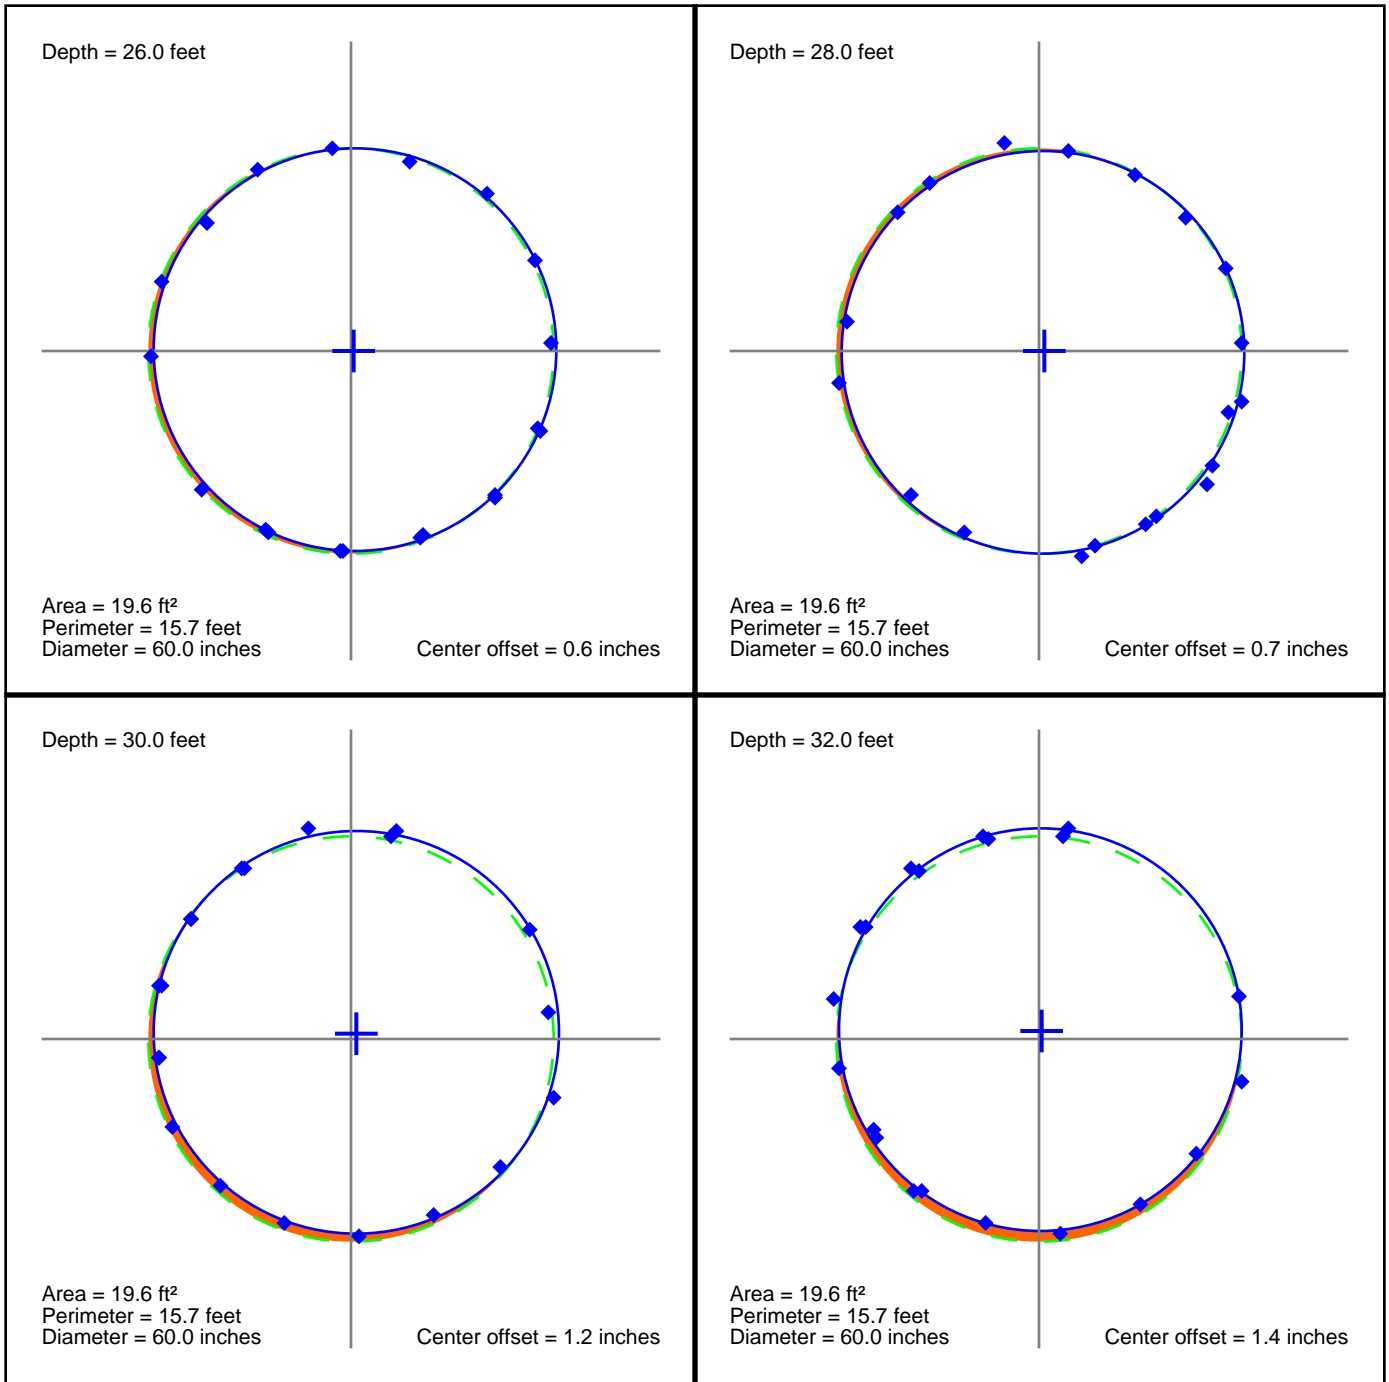 Depth = 26.0 feet
Area = 19.6 ft²
Perimeter = 15.7 feet
Diameter = 60.0 inches
Center offset = 0.6 inches
Depth = 28.0 feet
Area = 19.6 ft²
Perimeter = 15.7 feet
Diameter = 60.0 inches
Center offset = 0.7 inches
Depth = 30.0 feet
Area = 19.6 ft²
Perimeter = 15.7 feet
Diameter = 60.0 inches
Center offset = 1.2 inches
Depth = 32.0 feet
Area = 19.6 ft²
Perimeter = 15.7 feet
Diameter = 60.0 inches
Center offset = 1.4 inches